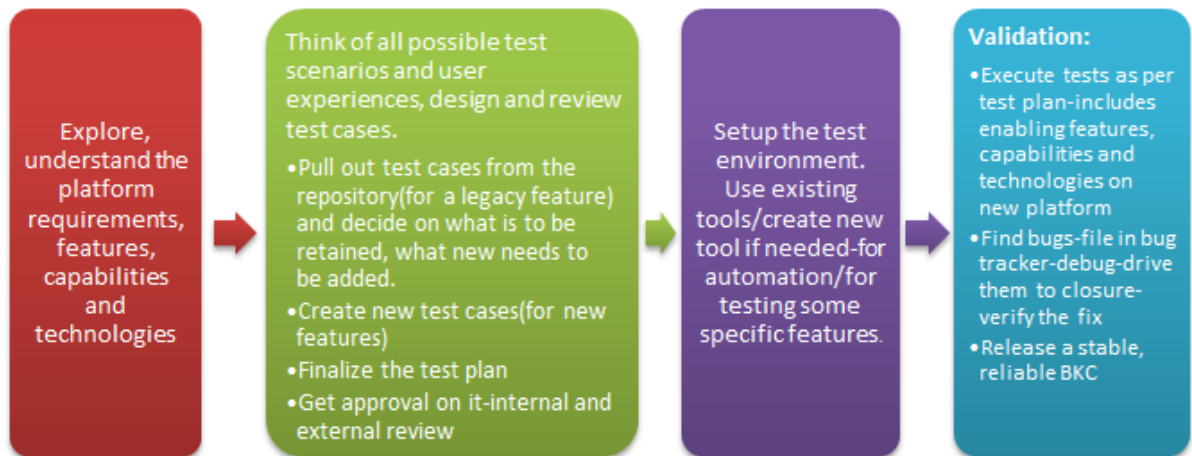 Explore,
understand the
platform
requirements,
features,
capabilities
and
technologies
Think of all possible test
scenarios and user
experiences, design and review
test cases.
•Pull out test cases from the
repository(for a legacy feature)
and decide on what is to be
retained, what new needs to
be added.
•Create new test cases(for new
features)
•Finalize the test plan
•Get approval on it-internal and
external review
Setup the test
environment.
Use existing
tools/create new
tool if needed-for
automation/for
testing some
specific features.
Validation:
•Execute tests as per
test plan-includes
enabling features,
capabilities and
technologies on
new platform
•Find bugs-file in bug
tracker-debug-drive
them to closure-
verify the fix
•Release a stable,
reliable BKC